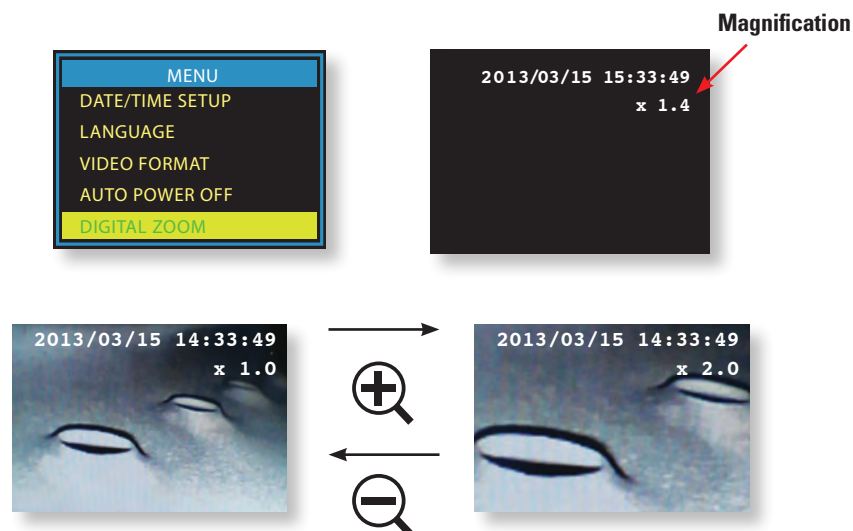 Magnification
MENU
DATE/TIME SETUP
LANGUAGE
VIDEO FORMAT
AUTO POWER OFF
DIGITAL ZOOM
2013/03/15 15:33:49
x 1.4
2013/03/15 14:33:49
x 1.0
2013/03/15 14:33:49
x 2.0